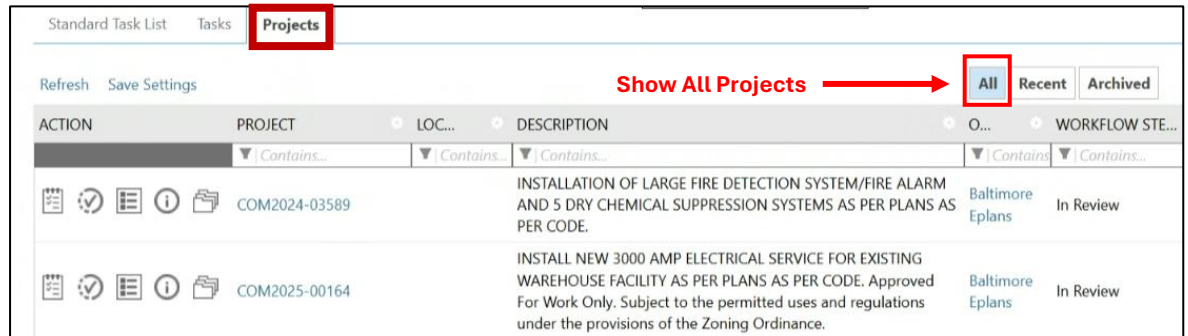 Standard Task List Tasks Projects
Refresh Save Settings Show All Projects All Recent Archived
ACTION PROJECT LOC... DESCRIPTION O... WORKFLOW STE...
Contains... Contains... Contains... Contains Contains...
INSTALLATION OF LARGE FIRE DETECTION SYSTEM/FIRE ALARM
AND 5 DRY CHEMICAL SUPPRESSION SYSTEMS AS PER PLANS AS
PER CODE.
COM2024-03589
Baltimore
Eplans
In Review
INSTALL NEW 3000 AMP ELECTRICAL SERVICE FOR EXISTING
WAREHOUSE FACILITY AS PER PLANS AS PER CODE. Approved
For Work Only. Subject to the permitted uses and regulations
under the provisions of the Zoning Ordinance.
COM2025-00164
Baltimore
Eplans
In Review